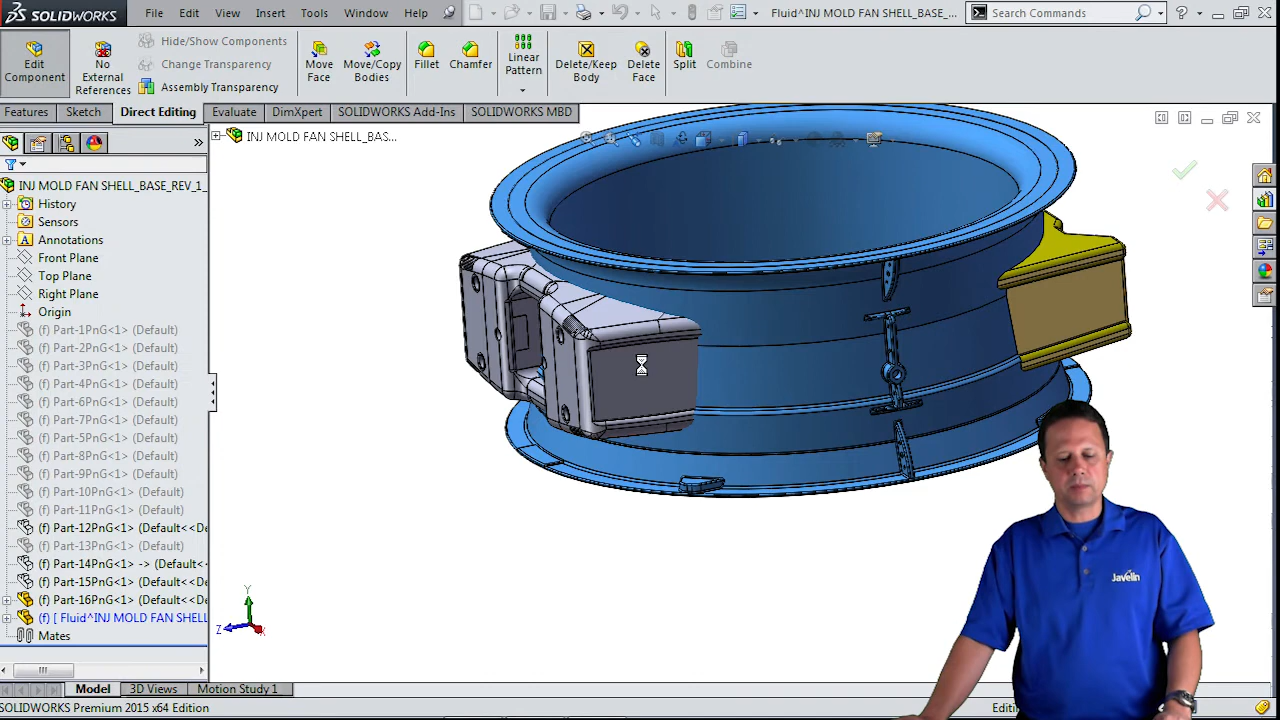 SOLIDWORKS
File Edit View Insert Tools Window Help
Fluid^INJ MOLD FAN SHELL_BASE_...
Search Commands
?
Edit Component
No External References
Hide/Show Components
Change Transparency
Assembly Transparency
Move Face
Move/Copy Bodies
Fillet
Chamfer
Linear Pattern
Delete/Keep Body
Delete Face
Split
Combine
Features Sketch Direct Editing Evaluate DimXpert SOLIDWORKS Add-Ins SOLIDWORKS MBD
INJ MOLD FAN SHELL_BAS...
»
INJ MOLD FAN SHELL_BASE_REV_1_
History
Sensors
Annotations
Front Plane
Top Plane
Right Plane
Origin
(f) Part-1PnG<1> (Default)
(f) Part-2PnG<1> (Default)
(f) Part-3PnG<1> (Default)
(f) Part-4PnG<1> (Default)
(f) Part-6PnG<1> (Default)
(f) Part-7PnG<1> (Default)
(f) Part-5PnG<1> (Default)
(f) Part-8PnG<1> (Default)
(f) Part-9PnG<1> (Default)
(f) Part-10PnG<1> (Default)
(f) Part-11PnG<1> (Default)
(f) Part-12PnG<1> (Default<<De
(f) Part-13PnG<1> (Default)
(f) Part-14PnG<1> -> (Default<
(f) Part-15PnG<1> (Default<<De
(f) Part-16PnG<1> (Default<<De
(f) [ Fluid^INJ MOLD FAN SHELL
Mates
Y
Z X
Javelin
Model 3D Views Motion Study 1
SOLIDWORKS Premium 2015 x64 Edition